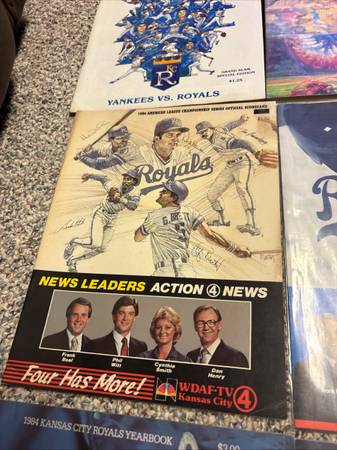 KC
R
GRAND SLAM
SPECIAL EDITION
$1.25
YANKEES VS. ROYALS
1984 AMERICAN LEAGUE CHAMPIONSHIP SERIES OFFICIAL SCORECARD
Royals
G. BRETT
5
NEWS LEADERS ACTION 4 NEWS
Frank
Boal
Phil
Witt
Cynthia
Smith
Dan
Henry
Four Has More!
WDAF-TV
Kansas City
4
R
1984 KANSAS CITY ROYALS YEARBOOK
$3.00